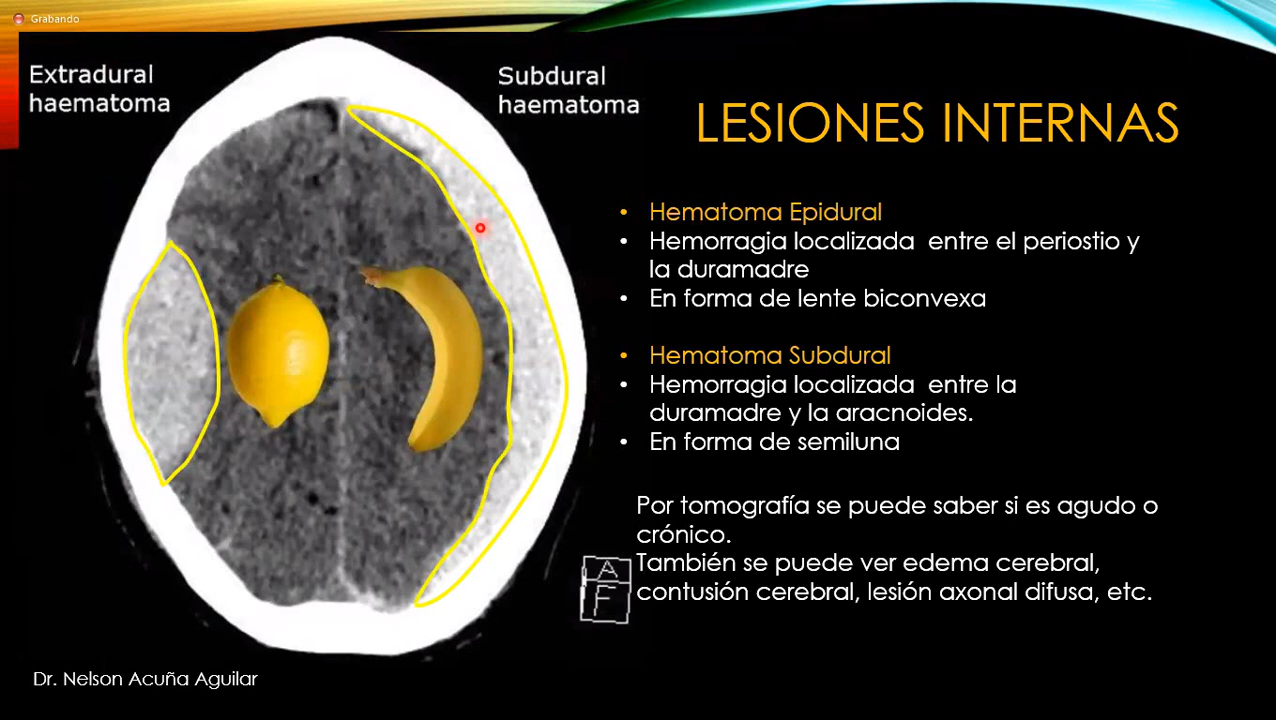 Grabando
Extradural
haematoma
Subdural
haematoma
LESIONES INTERNAS
• Hematoma Epidural
• Hemorragia localizada entre el periostio y
la duramadre
• En forma de lente biconvexa
• Hematoma Subdural
• Hemorragia localizada entre la
duramadre y la aracnoides.
• En forma de semiluna
Por tomografía se puede saber si es agudo o
crónico.
También se puede ver edema cerebral,
contusión cerebral, lesión axonal difusa, etc.
A
F
Dr. Nelson Acuña Aguilar